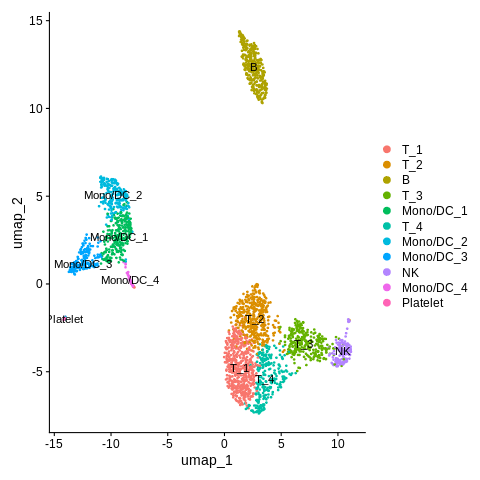 15
10
5
0
-5
-15
-10
-5
0
5
10
umap_1
umap_2
B
Mono/DC_2
Mono/DC_1
Mono/DC_3
Mono/DC_4
Platelet
T_2
T_3
NK
T_1
T_4
T_1
T_2
B
T_3
Mono/DC_1
T_4
Mono/DC_2
Mono/DC_3
NK
Mono/DC_4
Platelet